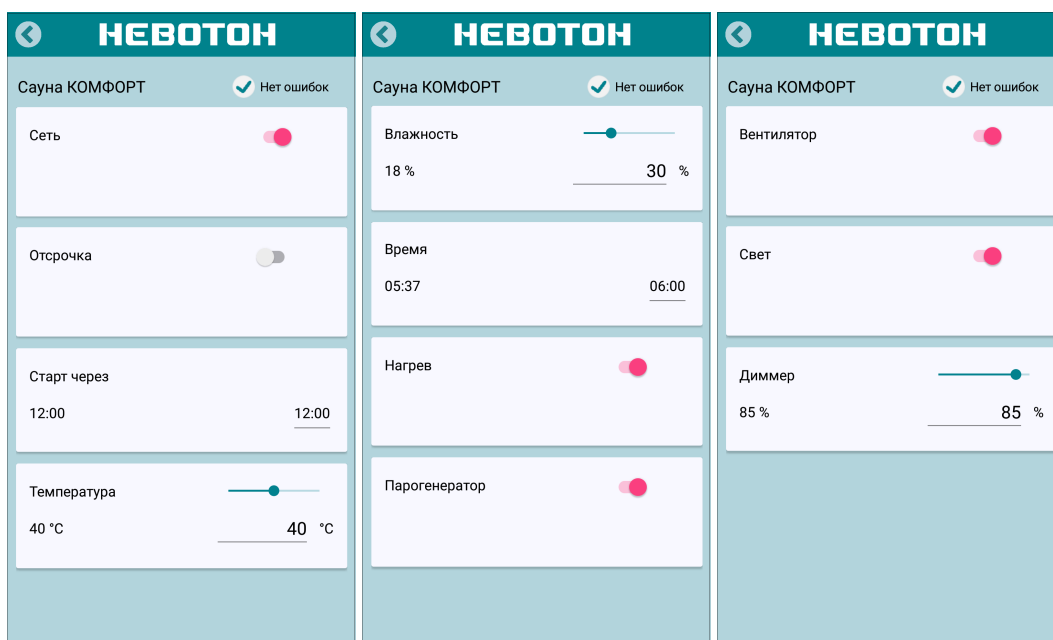 НЕВОТОН
Сауна КОМФОРТ Нет ошибок
Сеть
Отсрочка
Старт через
12:00 12:00
Температура
40 °C 40 °C
НЕВОТОН
Сауна КОМФОРТ Нет ошибок
Влажность
18 % 30 %
Время
05:37 06:00
Нагрев
Парогенератор
НЕВОТОН
Сауна КОМФОРТ Нет ошибок
Вентилятор
Свет
Диммер
85 % 85 %